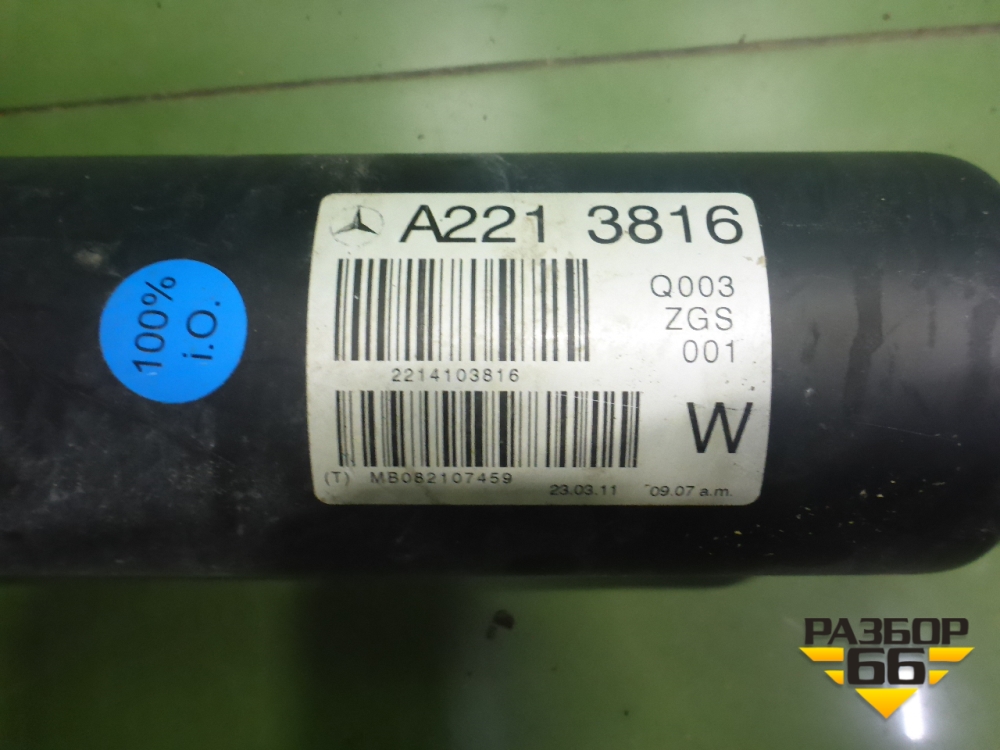 A221 3816
Q003
ZGS
001
2214103816
W
(T) MB082107459
23.03.11 09.07 a.m.
100%
i.O.
РАЗБОР
66